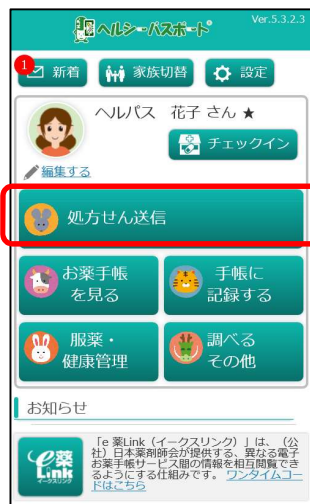 Ver.5.3.2.3
ヘルシーパスポート®
1
新着
家族切替
設定
ヘルパス 花子 さん ★
チェックイン
編集する
処方せん送信
お薬手帳
を見る
手帳に
記録する
服薬・
健康管理
調べる
その他
お知らせ
e薬
Link
イークスリンク
「e 薬Link(イークスリンク)」は、(公
社)日本薬剤師会が提供する、異なる電子
お薬手帳サービス間の情報を相互閲覧でき
るようにする仕組みです。 ワンタイムコー
ドはこちら